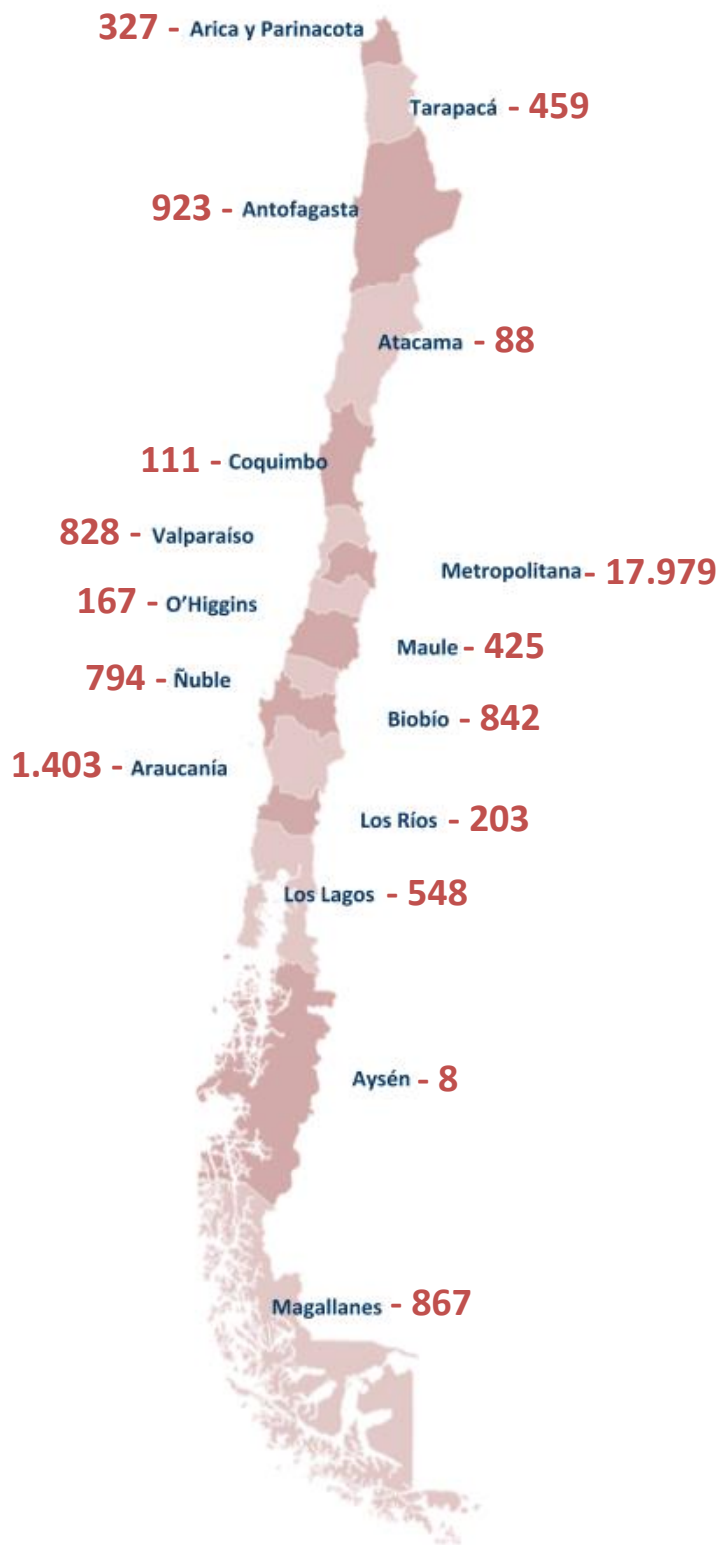 327 - Arica y Parinacota
Tarapacá - 459
923 - Antofagasta
Atacama - 88
111 - Coquimbo
828 - Valparaíso
Metropolitana - 17.979
167 - O’Higgins
Maule - 425
794 - Ñuble
Biobío - 842
1.403 - Araucanía
Los Ríos - 203
Los Lagos - 548
Aysén - 8
Magallanes - 867